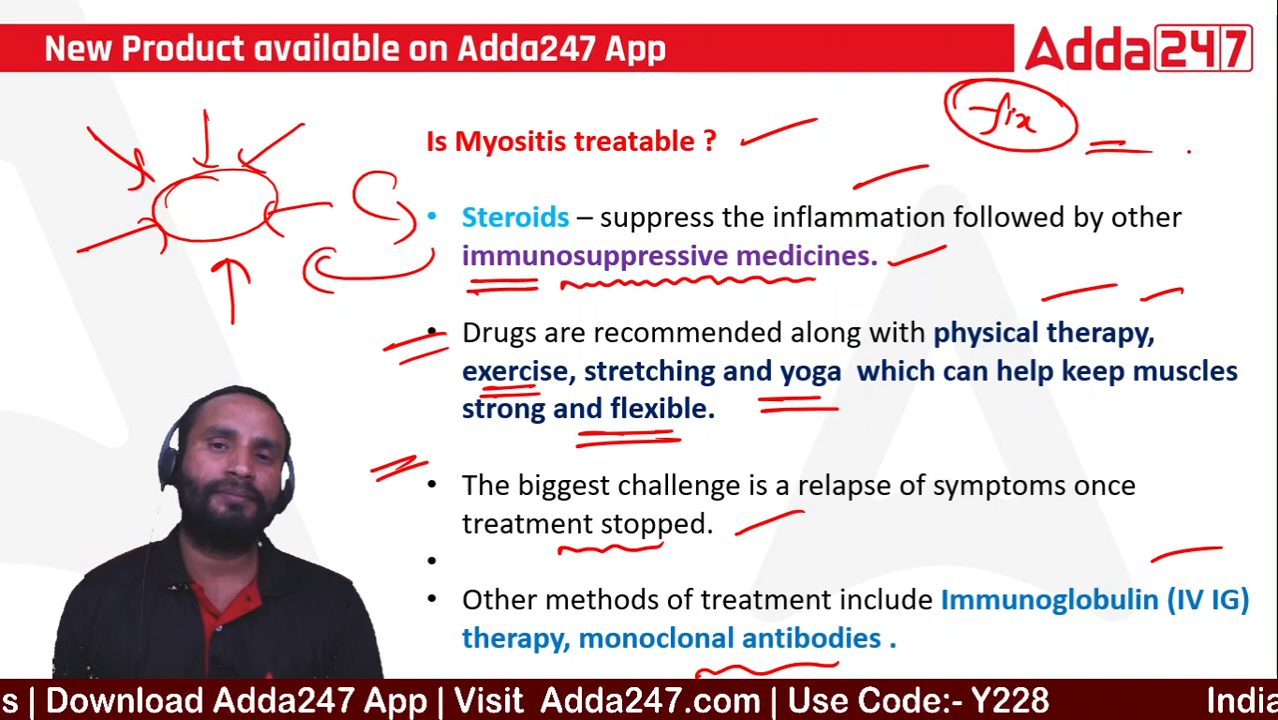 New Product available on Adda247 App
Adda247
fix
Is Myositis treatable ?
• Steroids – suppress the inflammation followed by other
immunosuppressive medicines.
• Drugs are recommended along with physical therapy,
exercise, stretching and yoga which can help keep muscles
strong and flexible.
• The biggest challenge is a relapse of symptoms once
treatment stopped.
•
• Other methods of treatment include Immunoglobulin (IV IG)
therapy, monoclonal antibodies .
s | Download Adda247 App | Visit Adda247.com | Use Code:- Y228 India